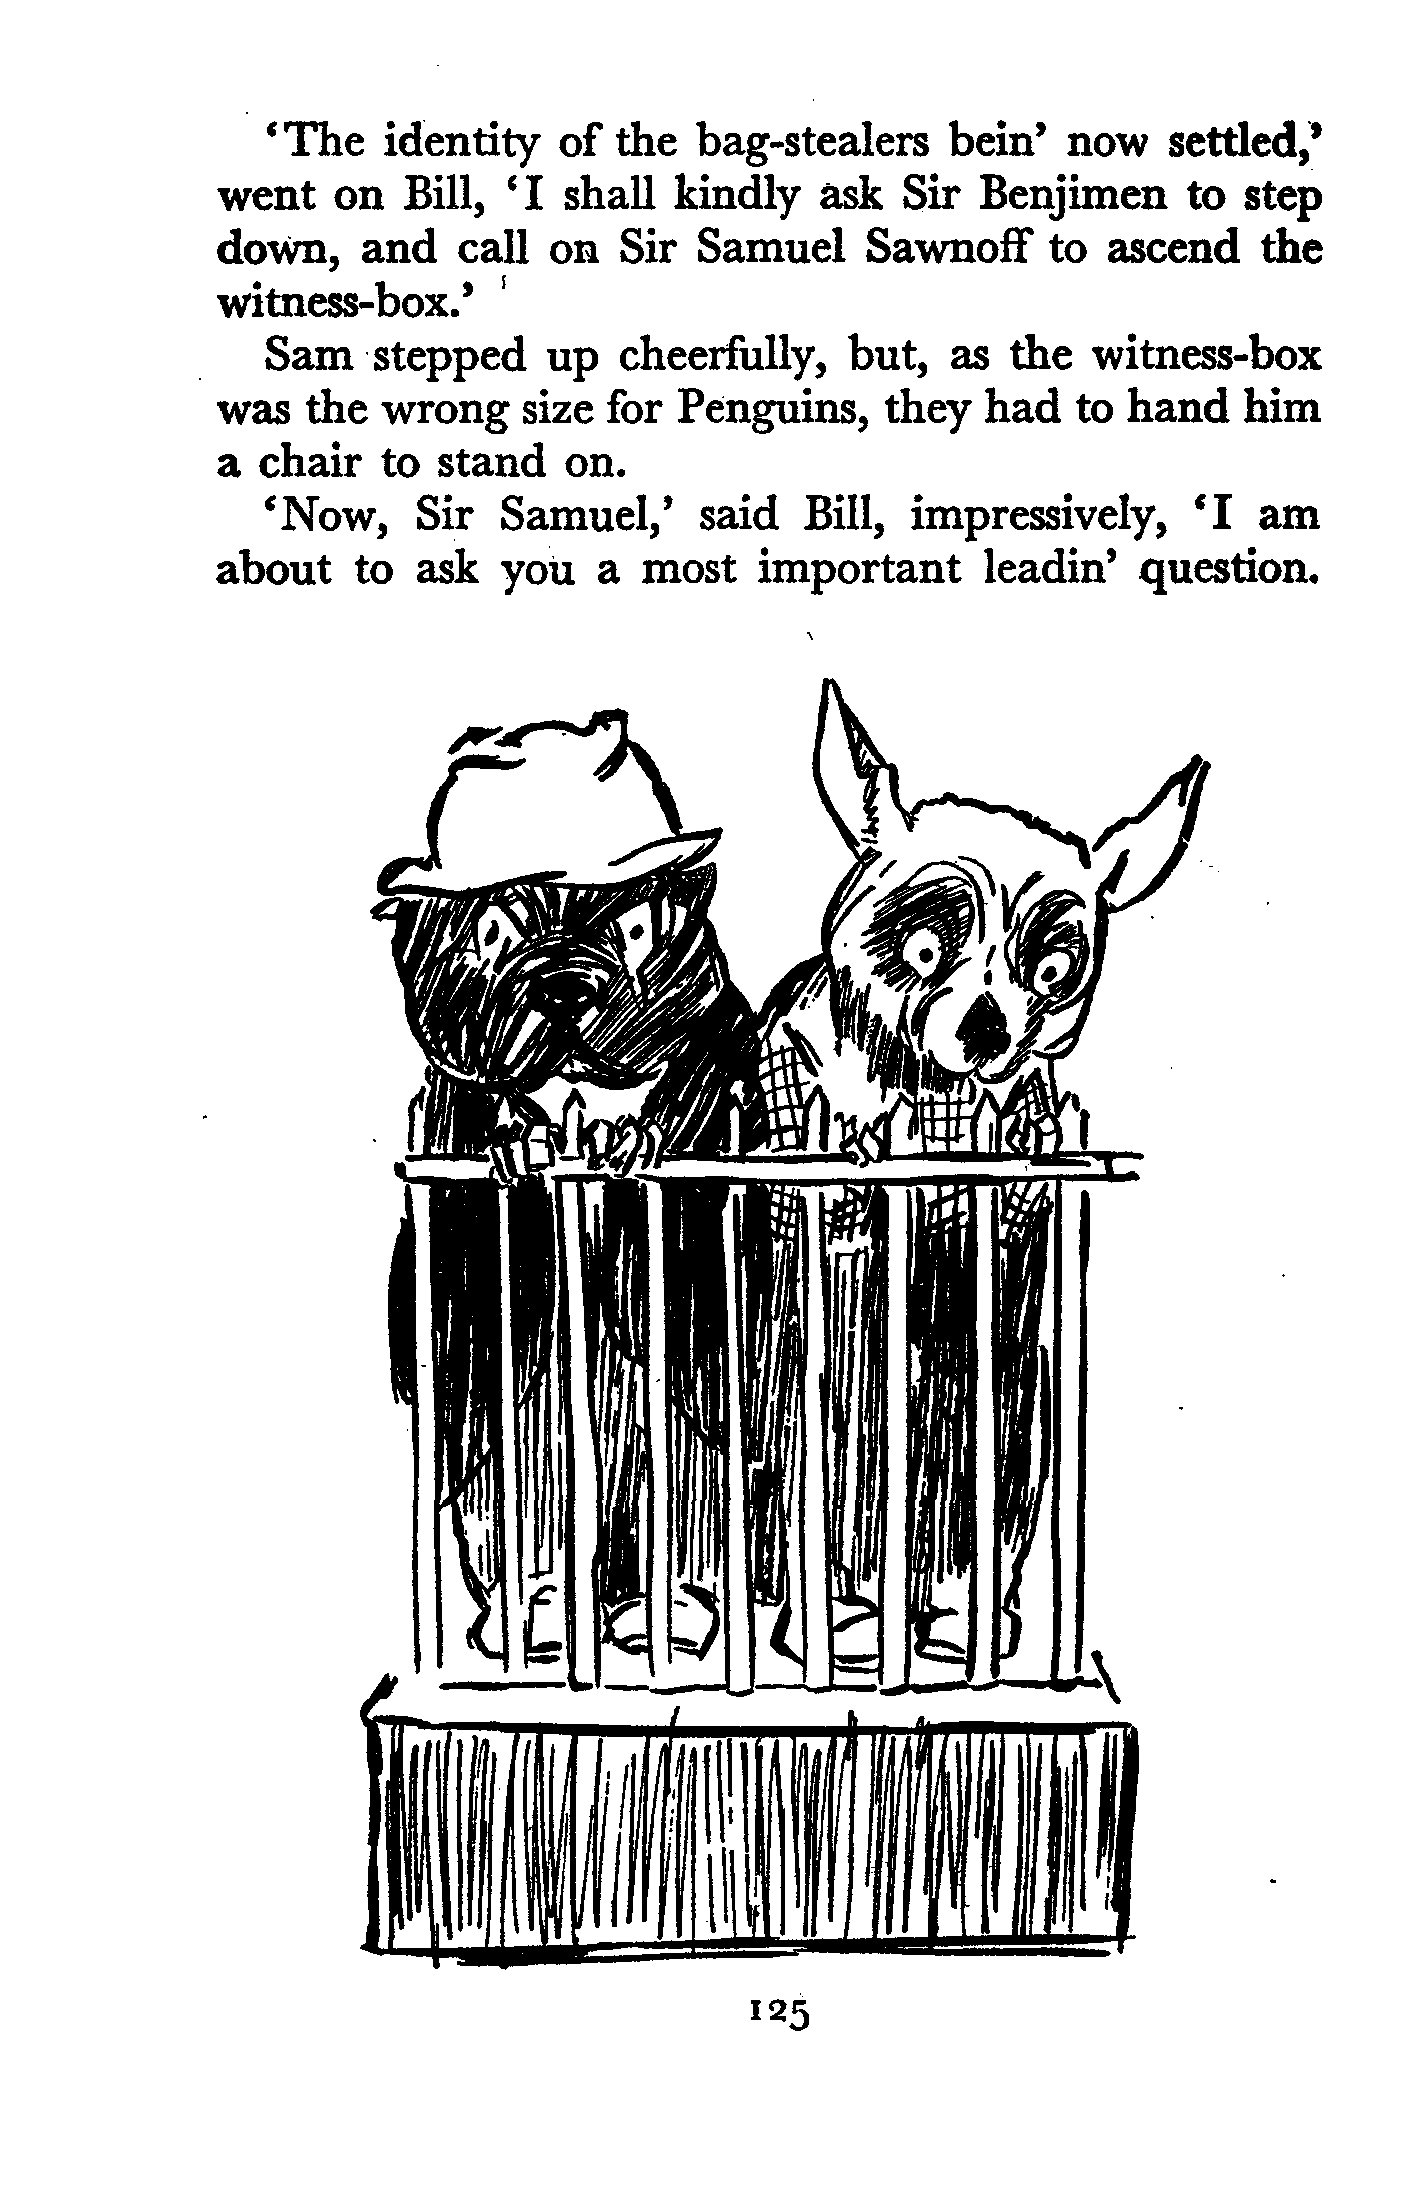 ‘The identity of the bag-stealers bein’ now settled,’
went on Bill, ‘I shall kindly ask Sir Benjimen to step
down, and call on Sir Samuel Sawnoff to ascend the
witness-box.’
Sam stepped up cheerfully, but, as the witness-box
was the wrong size for Penguins, they had to hand him
a chair to stand on.
‘Now, Sir Samuel,’ said Bill, impressively, ‘I am
about to ask you a most important leadin’ question.
125